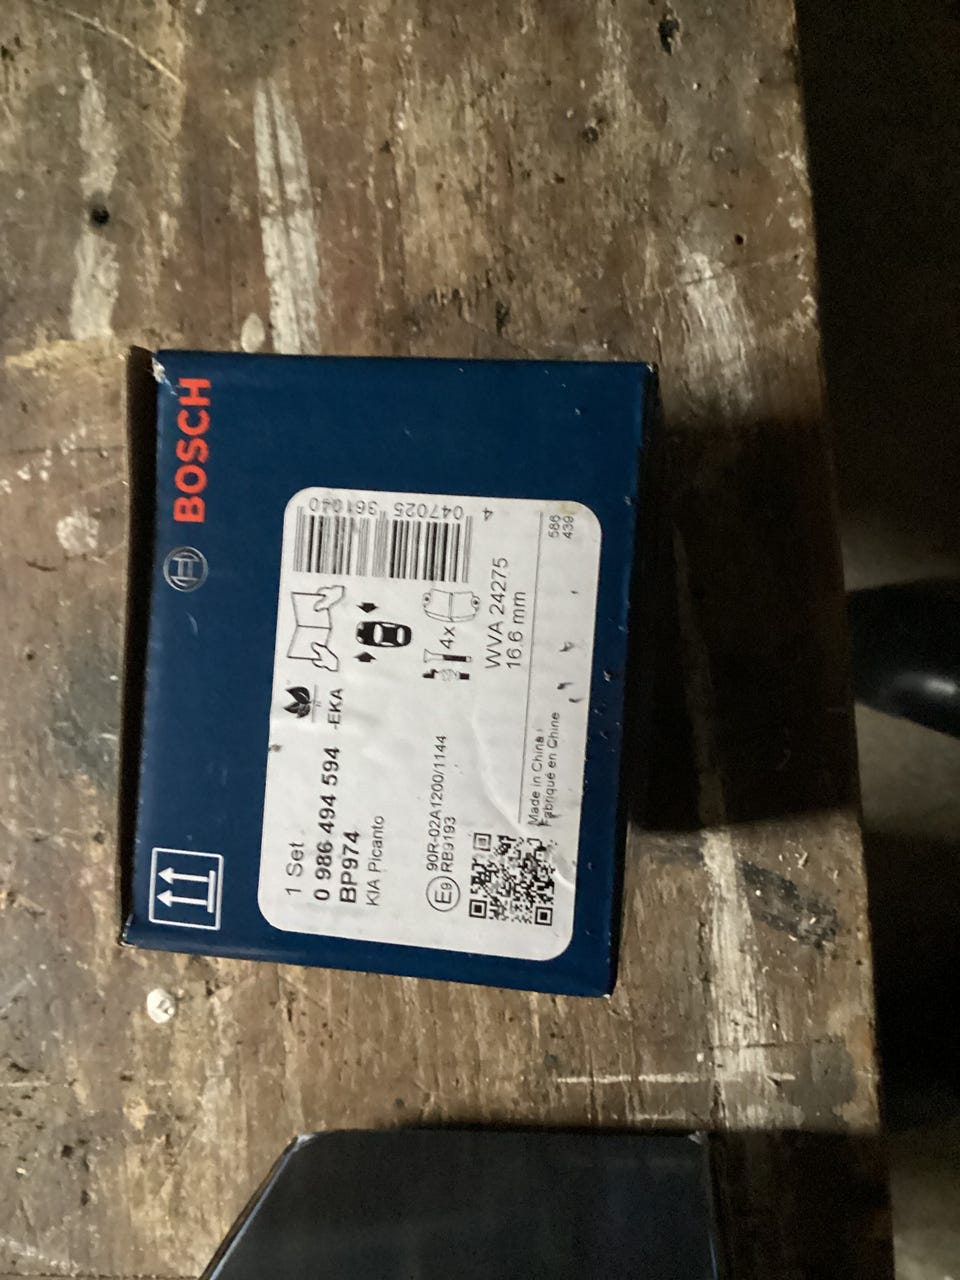 BOSCH
1 Set
0 986 494 594 -EKA
BP974
KIA Picanto
E9 90R-02A1200/1144
RB9193
4x
WVA 24275
16.6 mm
Made in China
Fabriqué en Chine
586
439
4 047025 961940